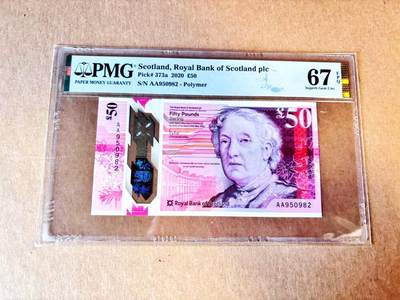 PMG
PAPER MONEY GUARANTY
Scotland, Royal Bank of Scotland plc
Pick# 373a 2020 £50
S/N AA950982 - Polymer
67 EPQ
Superb Gem Unc
£50
AA950982
Fifty Pounds
£50
Royal Bank of Scotland
AA950982